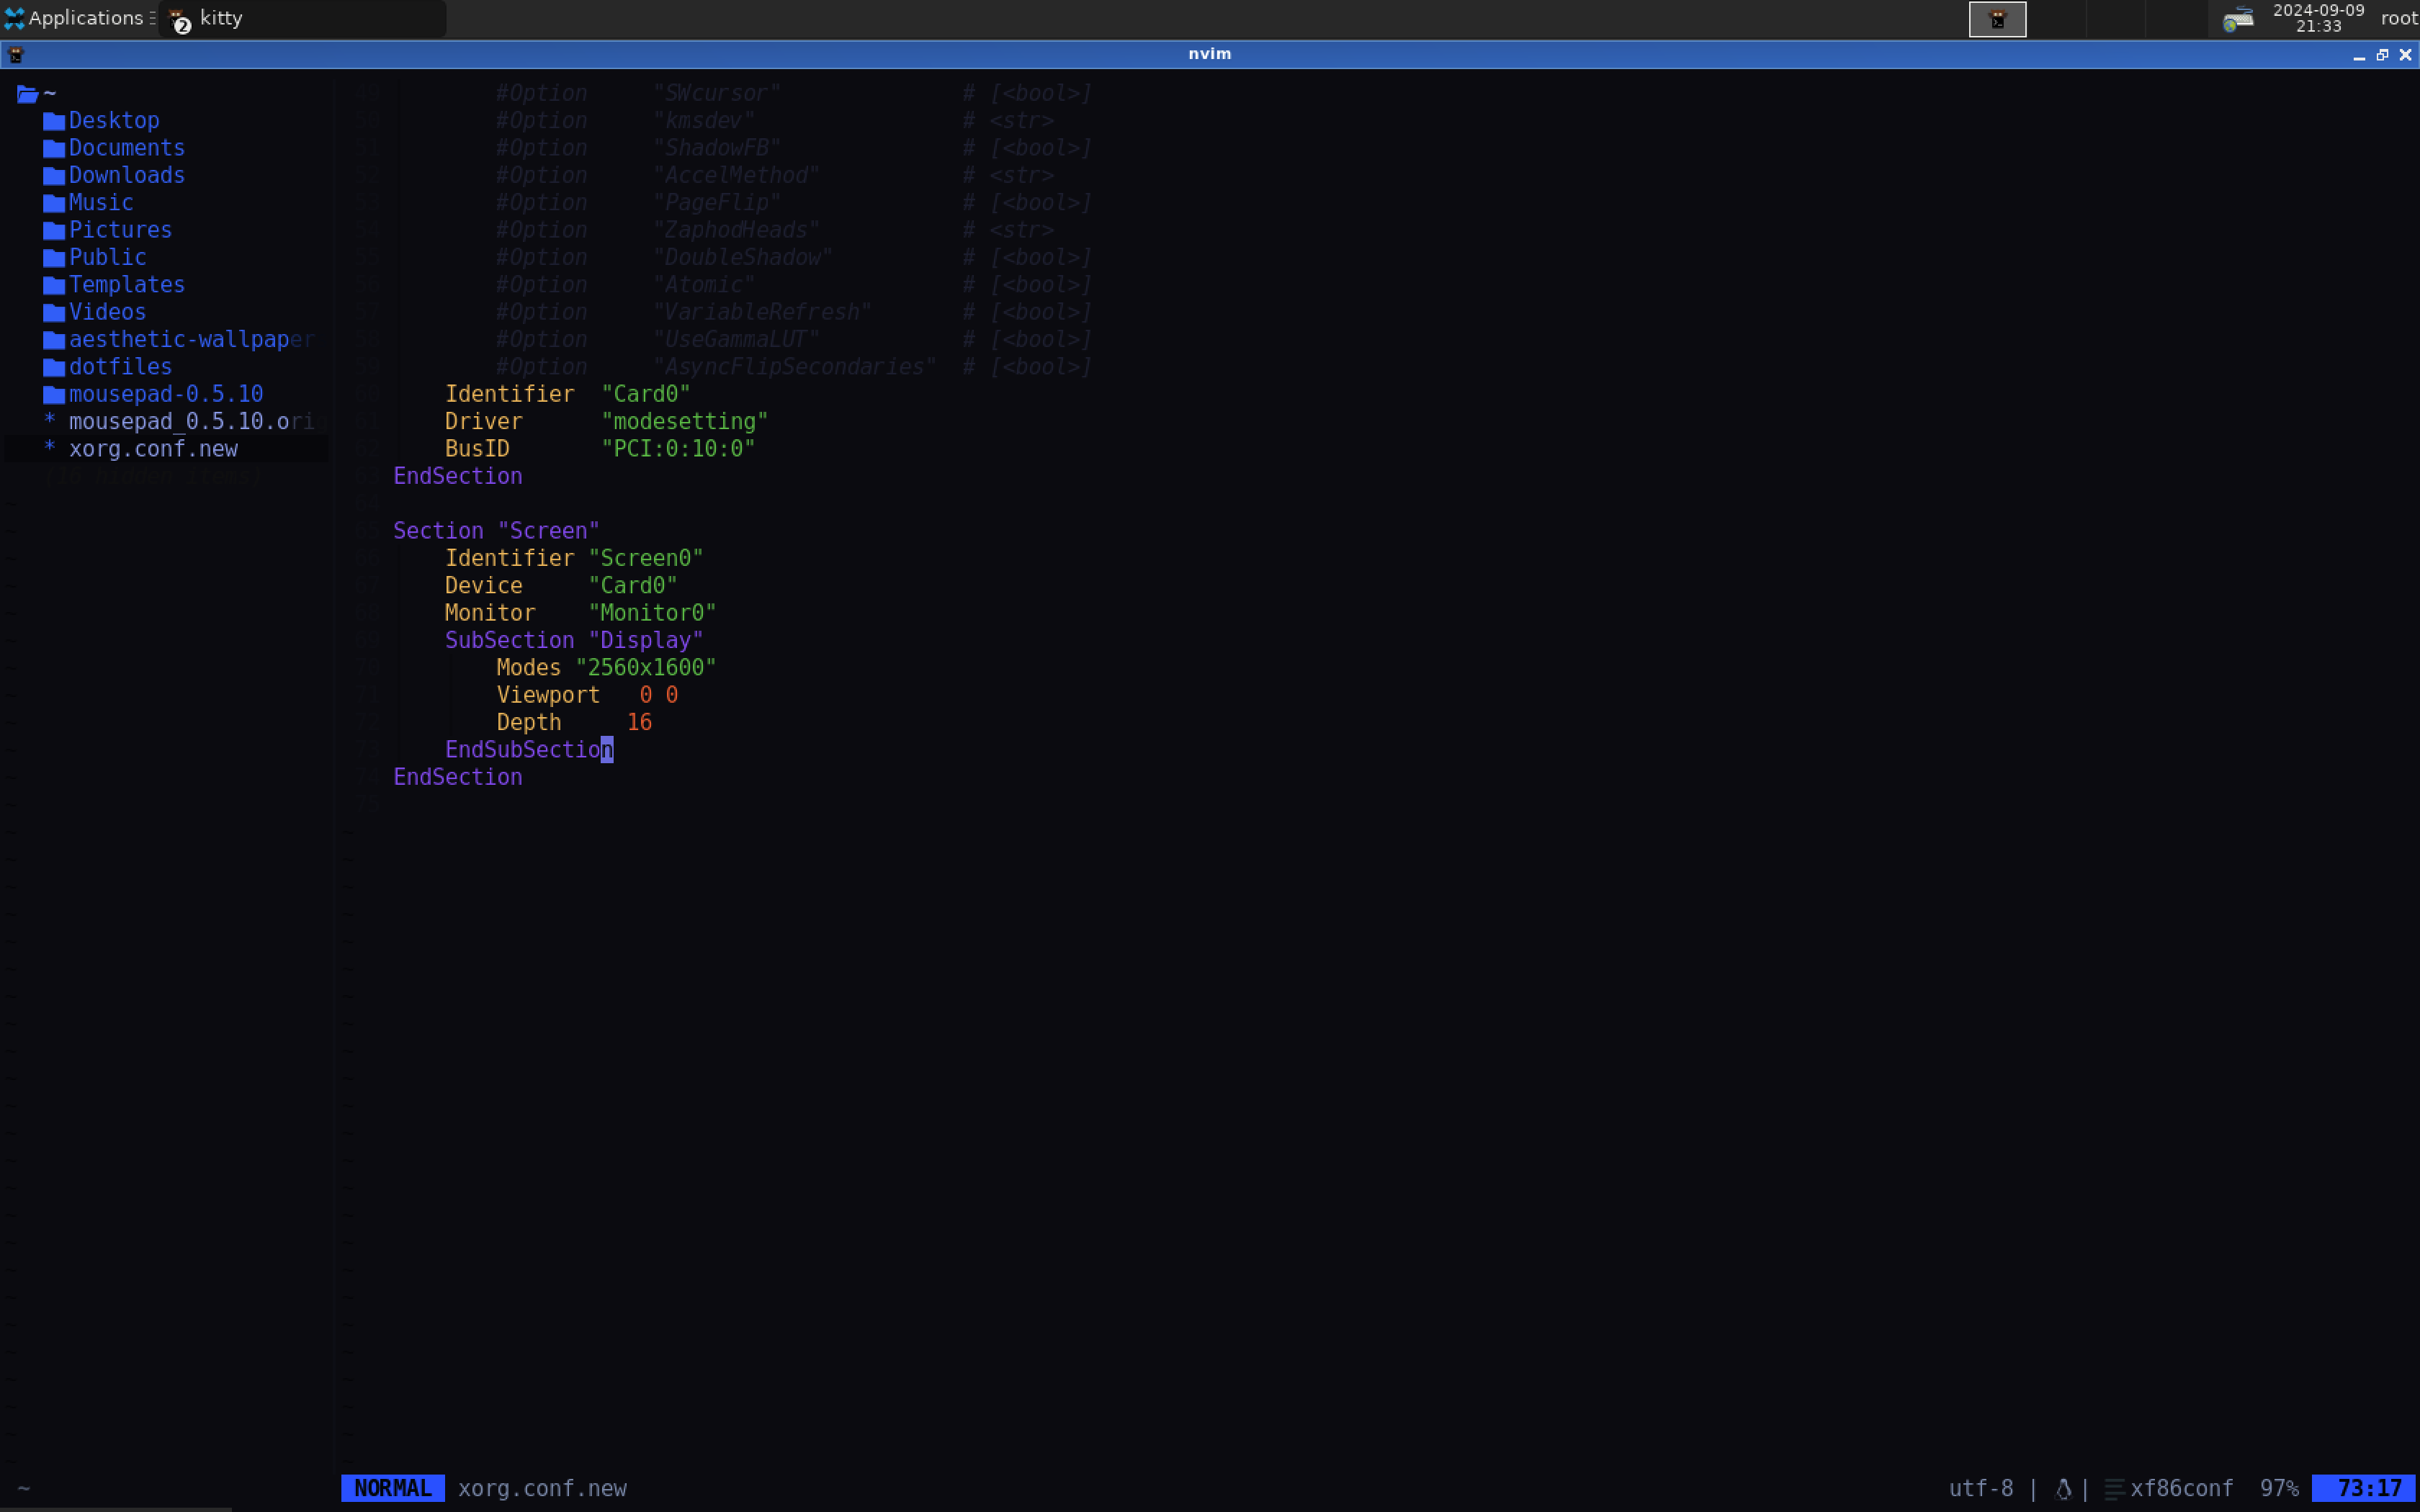 Applications
kitty
2
2024-09-09
21:33
root
nvim
~
Desktop
Documents
Downloads
Music
Pictures
Public
Templates
Videos
aesthetic-wallpaper
dotfiles
mousepad-0.5.10
* mousepad_0.5.10.ori
* xorg.conf.new
#Option "SWcursor" # [<bool>]
#Option "kmsdev" # <str>
#Option "ShadowFB" # [<bool>]
#Option "AccelMethod" # <str>
#Option "PageFlip" # [<bool>]
#Option "ZaphodHeads" # <str>
#Option "DoubleShadow" # [<bool>]
#Option "Atomic" # [<bool>]
#Option "VariableRefresh" # [<bool>]
#Option "UseGammaLUT" # [<bool>]
#Option "AsyncFlipSecondaries" # [<bool>]
Identifier "Card0"
Driver "modesetting"
BusID "PCI:0:10:0"
EndSection
Section "Screen"
Identifier "Screen0"
Device "Card0"
Monitor "Monitor0"
SubSection "Display"
Modes "2560x1600"
Viewport 0 0
Depth 16
EndSubSection
EndSection
~
NORMAL xorg.conf.new
utf-8 | | xf86conf 97% 73:17